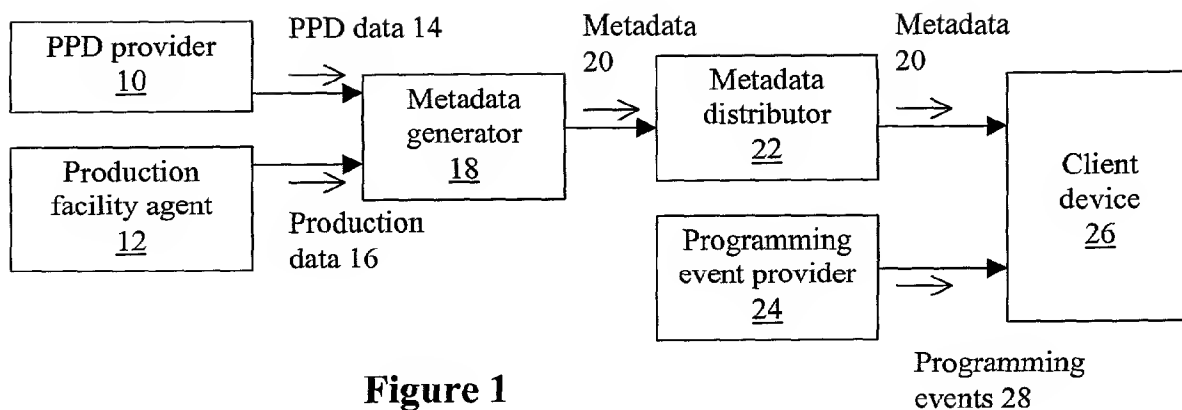 PPD provider
10
PPD data 14
Production
facility agent
12
Production
data 16
Metadata
generator
18
Metadata
20
Metadata
distributor
22
Programming
event provider
24
Metadata
20
Client
device
26
Programming
events 28
Figure 1